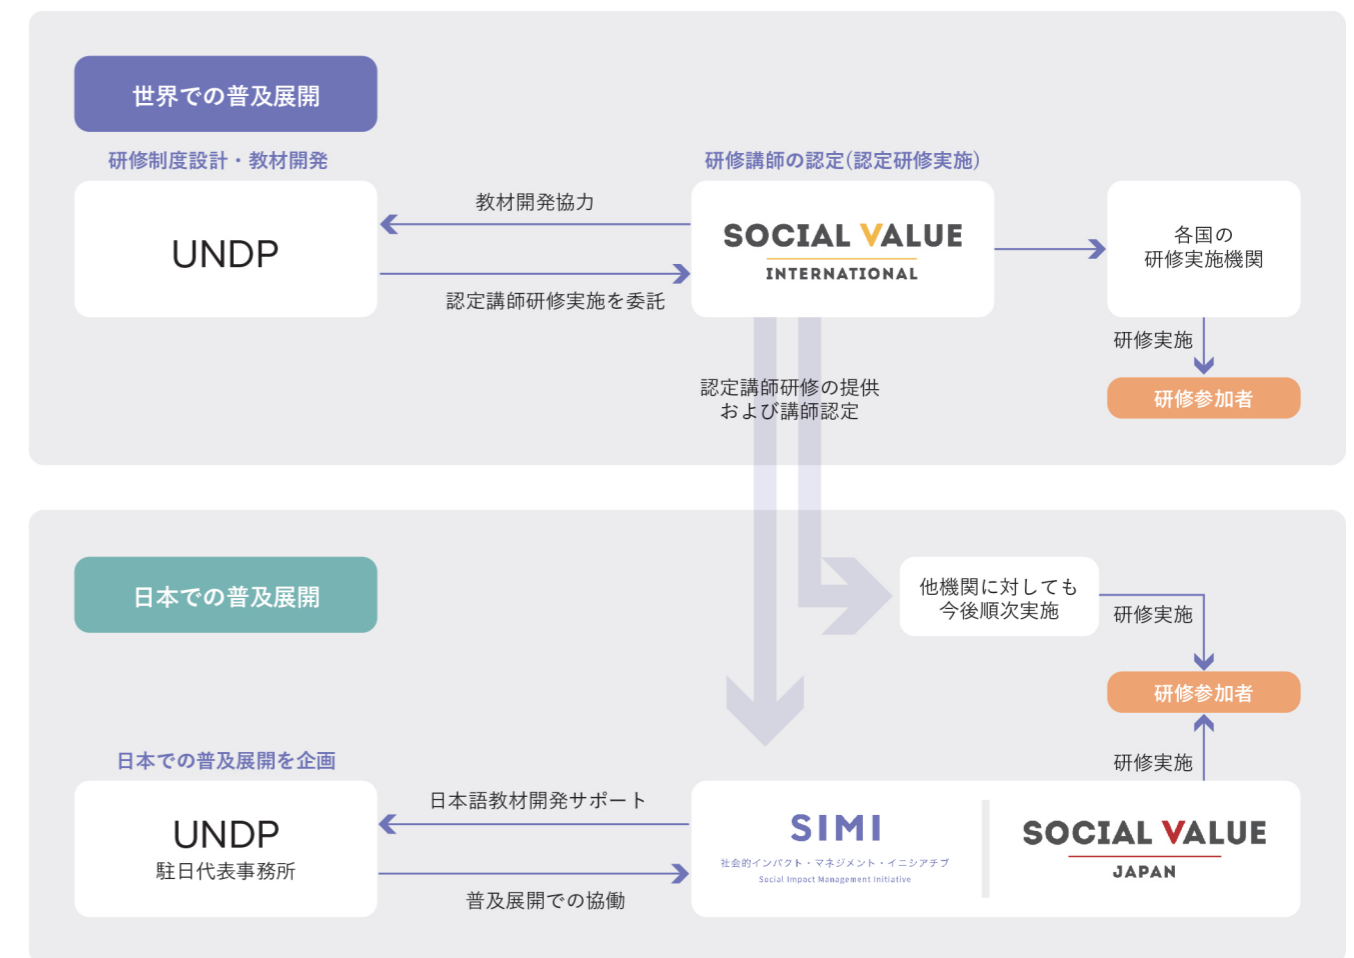 世界での普及展開
研修制度設計・教材開発
研修講師の認定(認定研修実施)
UNDP
教材開発協力
認定講師研修実施を委託
SOCIAL VALUE
INTERNATIONAL
各国の
研修実施機関
研修実施
研修参加者
認定講師研修の提供
および講師認定
日本での普及展開
他機関に対しても
今後順次実施
研修実施
研修参加者
研修実施
日本での普及展開を企画
UNDP
駐日代表事務所
日本語教材開発サポート
普及展開での協働
SIMI
社会的インパクト・マネジメント・イニシアチブ
Social Impact Management Initiative
SOCIAL VALUE
JAPAN